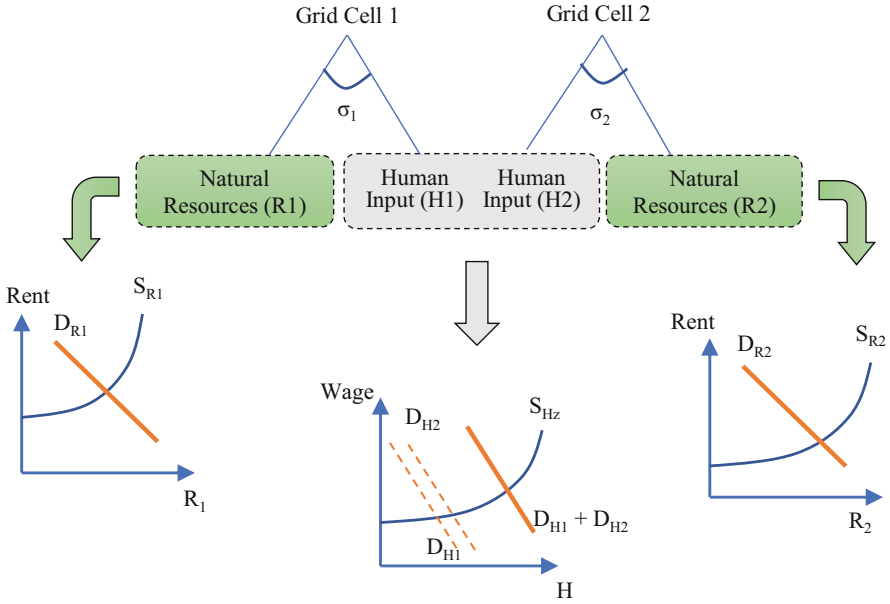 Grid Cell 1
Grid Cell 2
σ1
σ2
Natural
Resources (R1)
Human
Input (H1)
Human
Input (H2)
Natural
Resources (R2)
Rent
SR1
DR1
R1
Wage
DH2
SHz
DH1
DH1 + DH2
H
Rent
DR2
SR2
R2